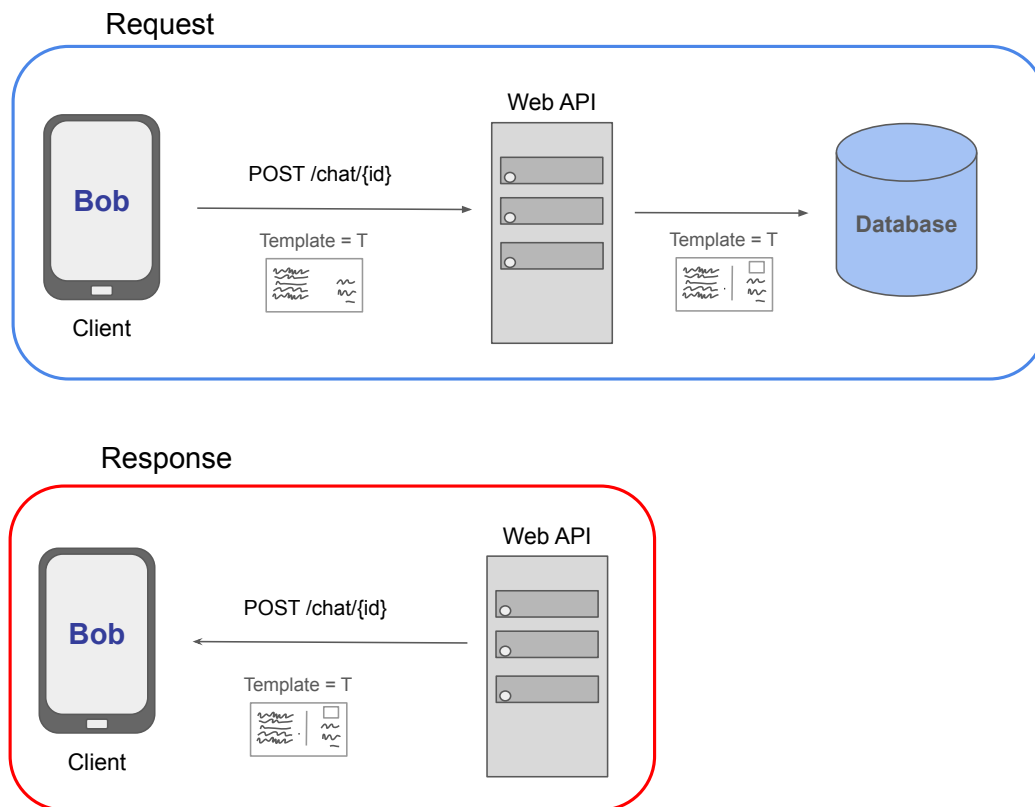 Request
Web API
POST /chat/{id}
Bob
Database
Template = T
Template = T
Client
Response
Web API
POST /chat/{id}
Bob
Template = T
Client